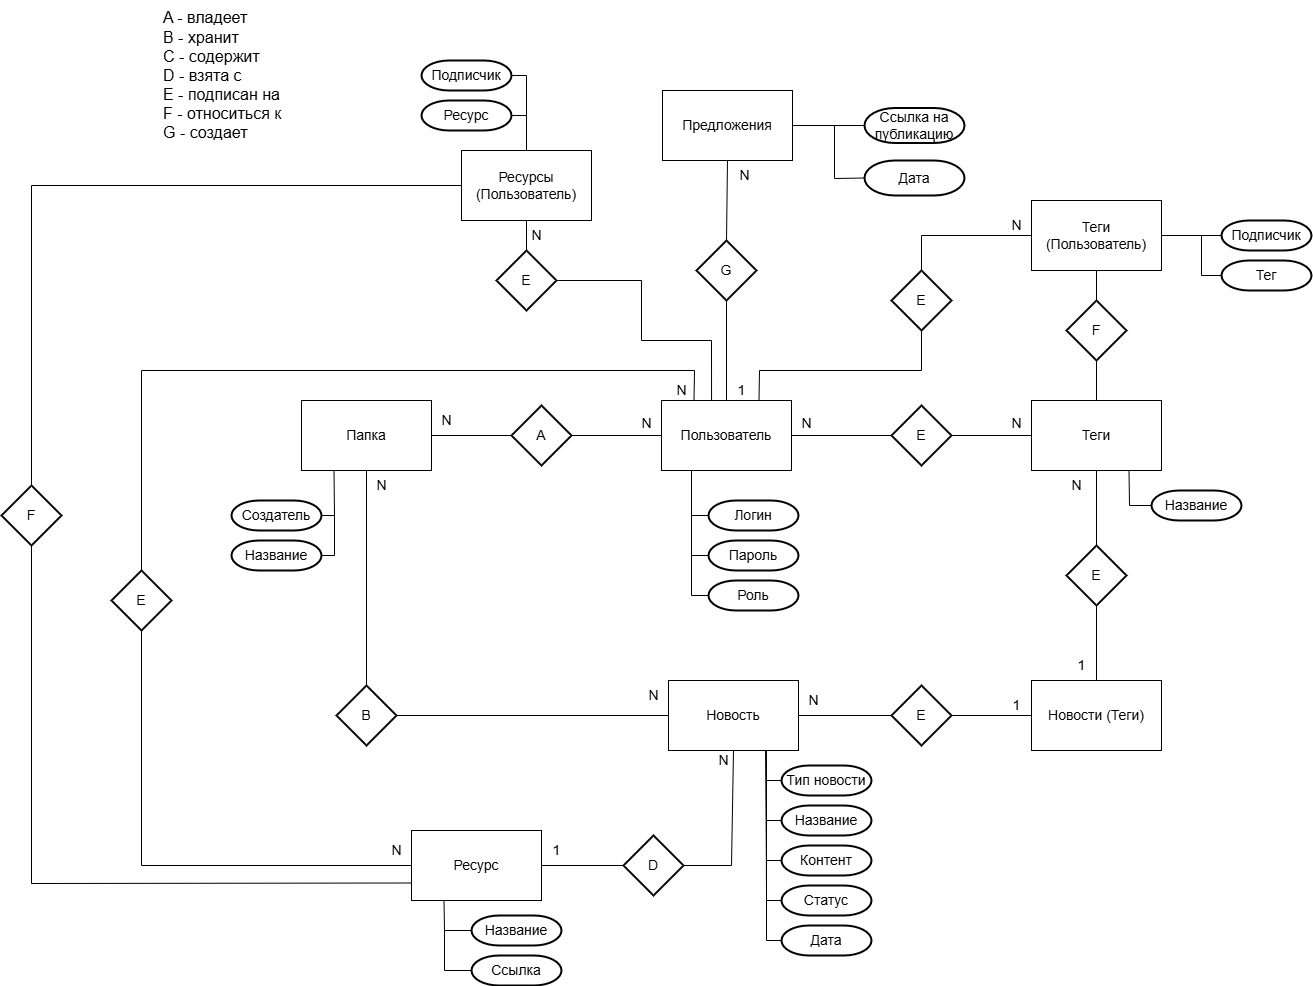 A - владеет
B - хранит
C - содержит
D - взята с
E - подписан на
F - относиться к
G - создает
Подписчик
Ресурс
Ресурсы
(Пользователь)
N
E
Предложения
Ссылка на
публикацию
Дата
N
G
1
Теги
(Пользователь)
Подписчик
Тег
N
E
F
Папка
N
A
N
N
Пользователь
N
E
N
Теги
N
Название
N
Создатель
Название
Логин
Пароль
Роль
F
E
E
1
B
N
Новость
N
E
1
Новости (Теги)
N
Тип новости
Название
Контент
Статус
Дата
N
Ресурс
1
D
Название
Ссылка